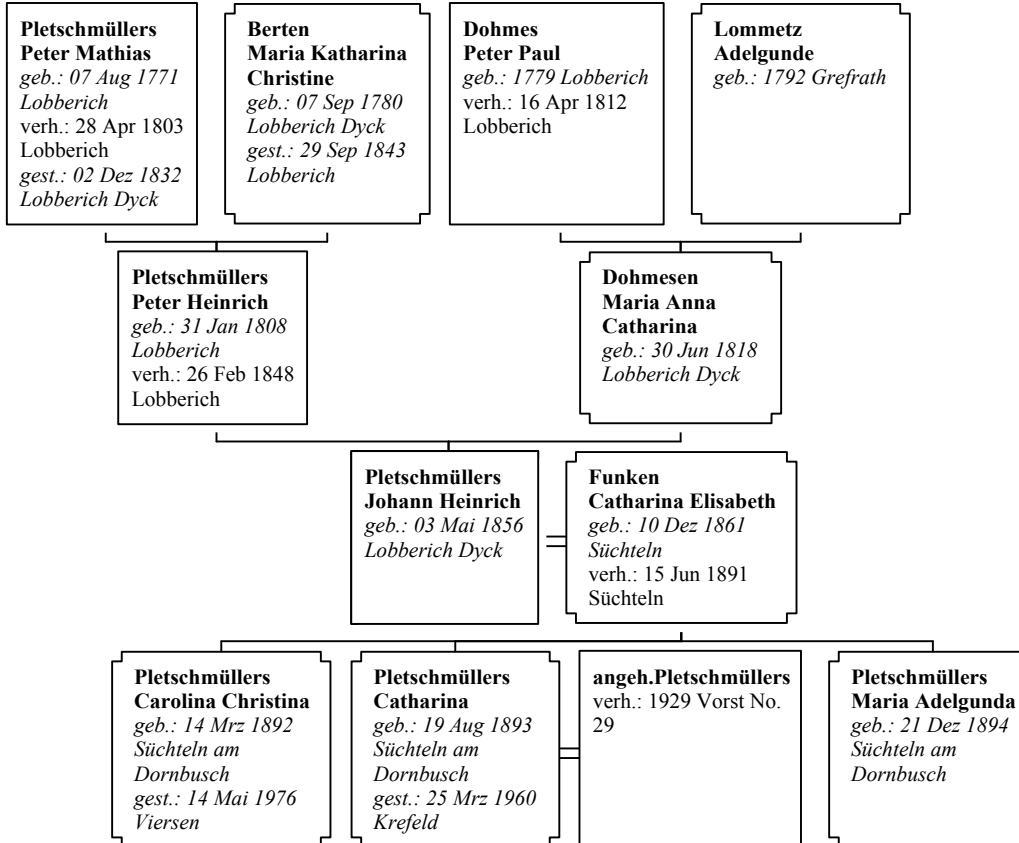 Pletschmüllers
Peter Mathias
geb.: 07 Aug 1771
Lobberich
verh.: 28 Apr 1803
Lobberich
gest.: 02 Dez 1832
Lobberich Dyck
Berten
Maria Katharina
Christine
geb.: 07 Sep 1780
Lobberich Dyck
gest.: 29 Sep 1843
Lobberich
Dohmes
Peter Paul
geb.: 1779 Lobberich
verh.: 16 Apr 1812
Lobberich
Lommetz
Adelgunde
geb.: 1792 Grefrath
Pletschmüllers
Peter Heinrich
geb.: 31 Jan 1808
Lobberich
verh.: 26 Feb 1848
Lobberich
Dohmesen
Maria Anna
Catharina
geb.: 30 Jun 1818
Lobberich Dyck
Pletschmüllers
Johann Heinrich
geb.: 03 Mai 1856
Lobberich Dyck
Funken
Catharina Elisabeth
geb.: 10 Dez 1861
Süchteln
verh.: 15 Jun 1891
Süchteln
Pletschmüllers
Carolina Christina
geb.: 14 Mrz 1892
Süchteln am
Dornbusch
gest.: 14 Mai 1976
Viersen
Pletschmüllers
Catharina
geb.: 19 Aug 1893
Süchteln am
Dornbusch
gest.: 25 Mrz 1960
Krefeld
angeh.Pletschmüllers
verh.: 1929 Vorst No.
29
Pletschmüllers
Maria Adelgunda
geb.: 21 Dez 1894
Süchteln am
Dornbusch